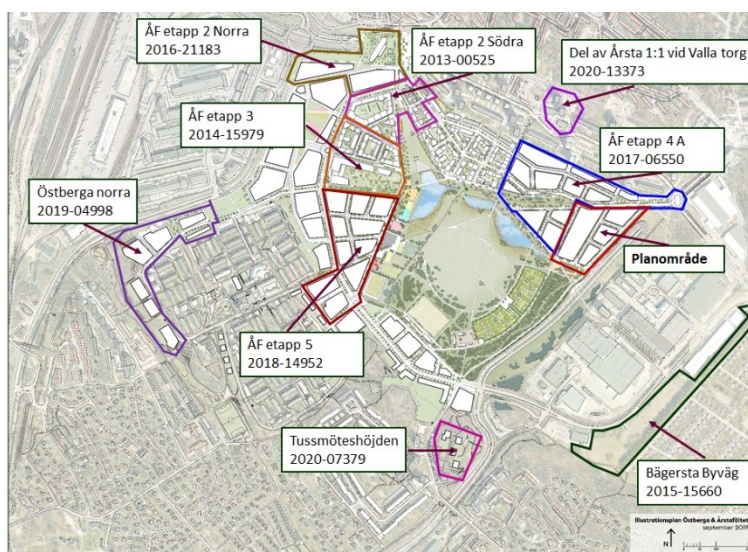 ÅF etapp 2 Norra
2016-21183
ÅF etapp 2 Södra
2013-00525
Del av Årsta 1:1 vid Valla torg
2020-13373
ÅF etapp 3
2014-15979
ÅF etapp 4 A
2017-06550
Östberga norra
2019-04998
Planområde
ÅF etapp 5
2018-14952
Tussmöteshöjden
2020-07379
Bägersta Byväg
2015-15660
Illustrationsplan Östberga & Årstafältet
september 2019
N